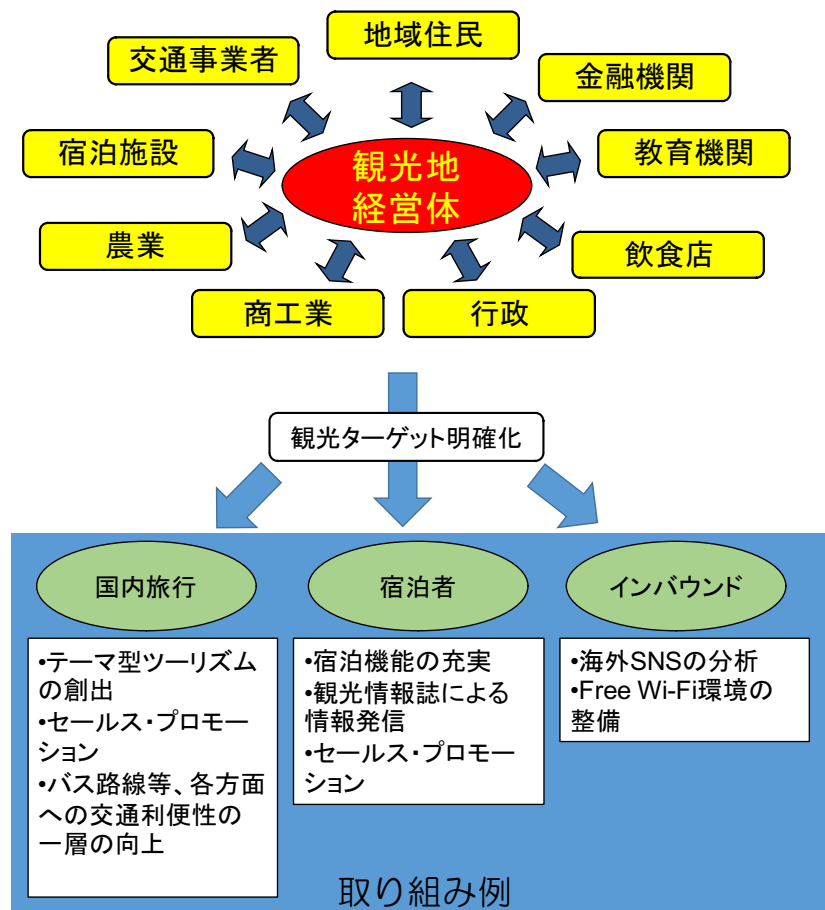 地域住民
交通事業者
金融機関
宿泊施設
観光地
経営体
教育機関
農業
飲食店
商工業
行政
観光ターゲット明確化
国内旅行
宿泊者
インバウンド
•テーマ型ツーリズム
の創出
•セールス・プロモー
ション
•バス路線等、各方面
への交通利便性の
一層の向上
•宿泊機能の充実
•観光情報誌による
情報発信
•セールス・プロモー
ション
•海外SNSの分析
•Free Wi-Fi環境の
整備
取り組み例